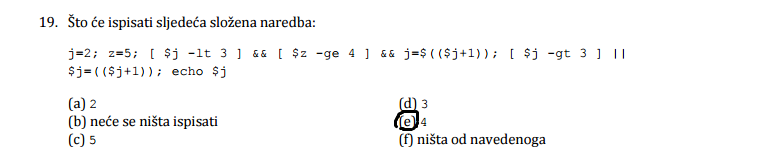 19. Što će ispisati sljedeća složena naredba:
j=2; z=5; [ $j -lt 3 ] && [ $z -ge 4 ] && j=$(($j+1)); [ $j -gt 3 ] ||
$j=(($j+1)); echo $j
(a) 2
(b) neće se ništa ispisati
(c) 5
(d) 3
(e) 4
(f) ništa od navedenoga